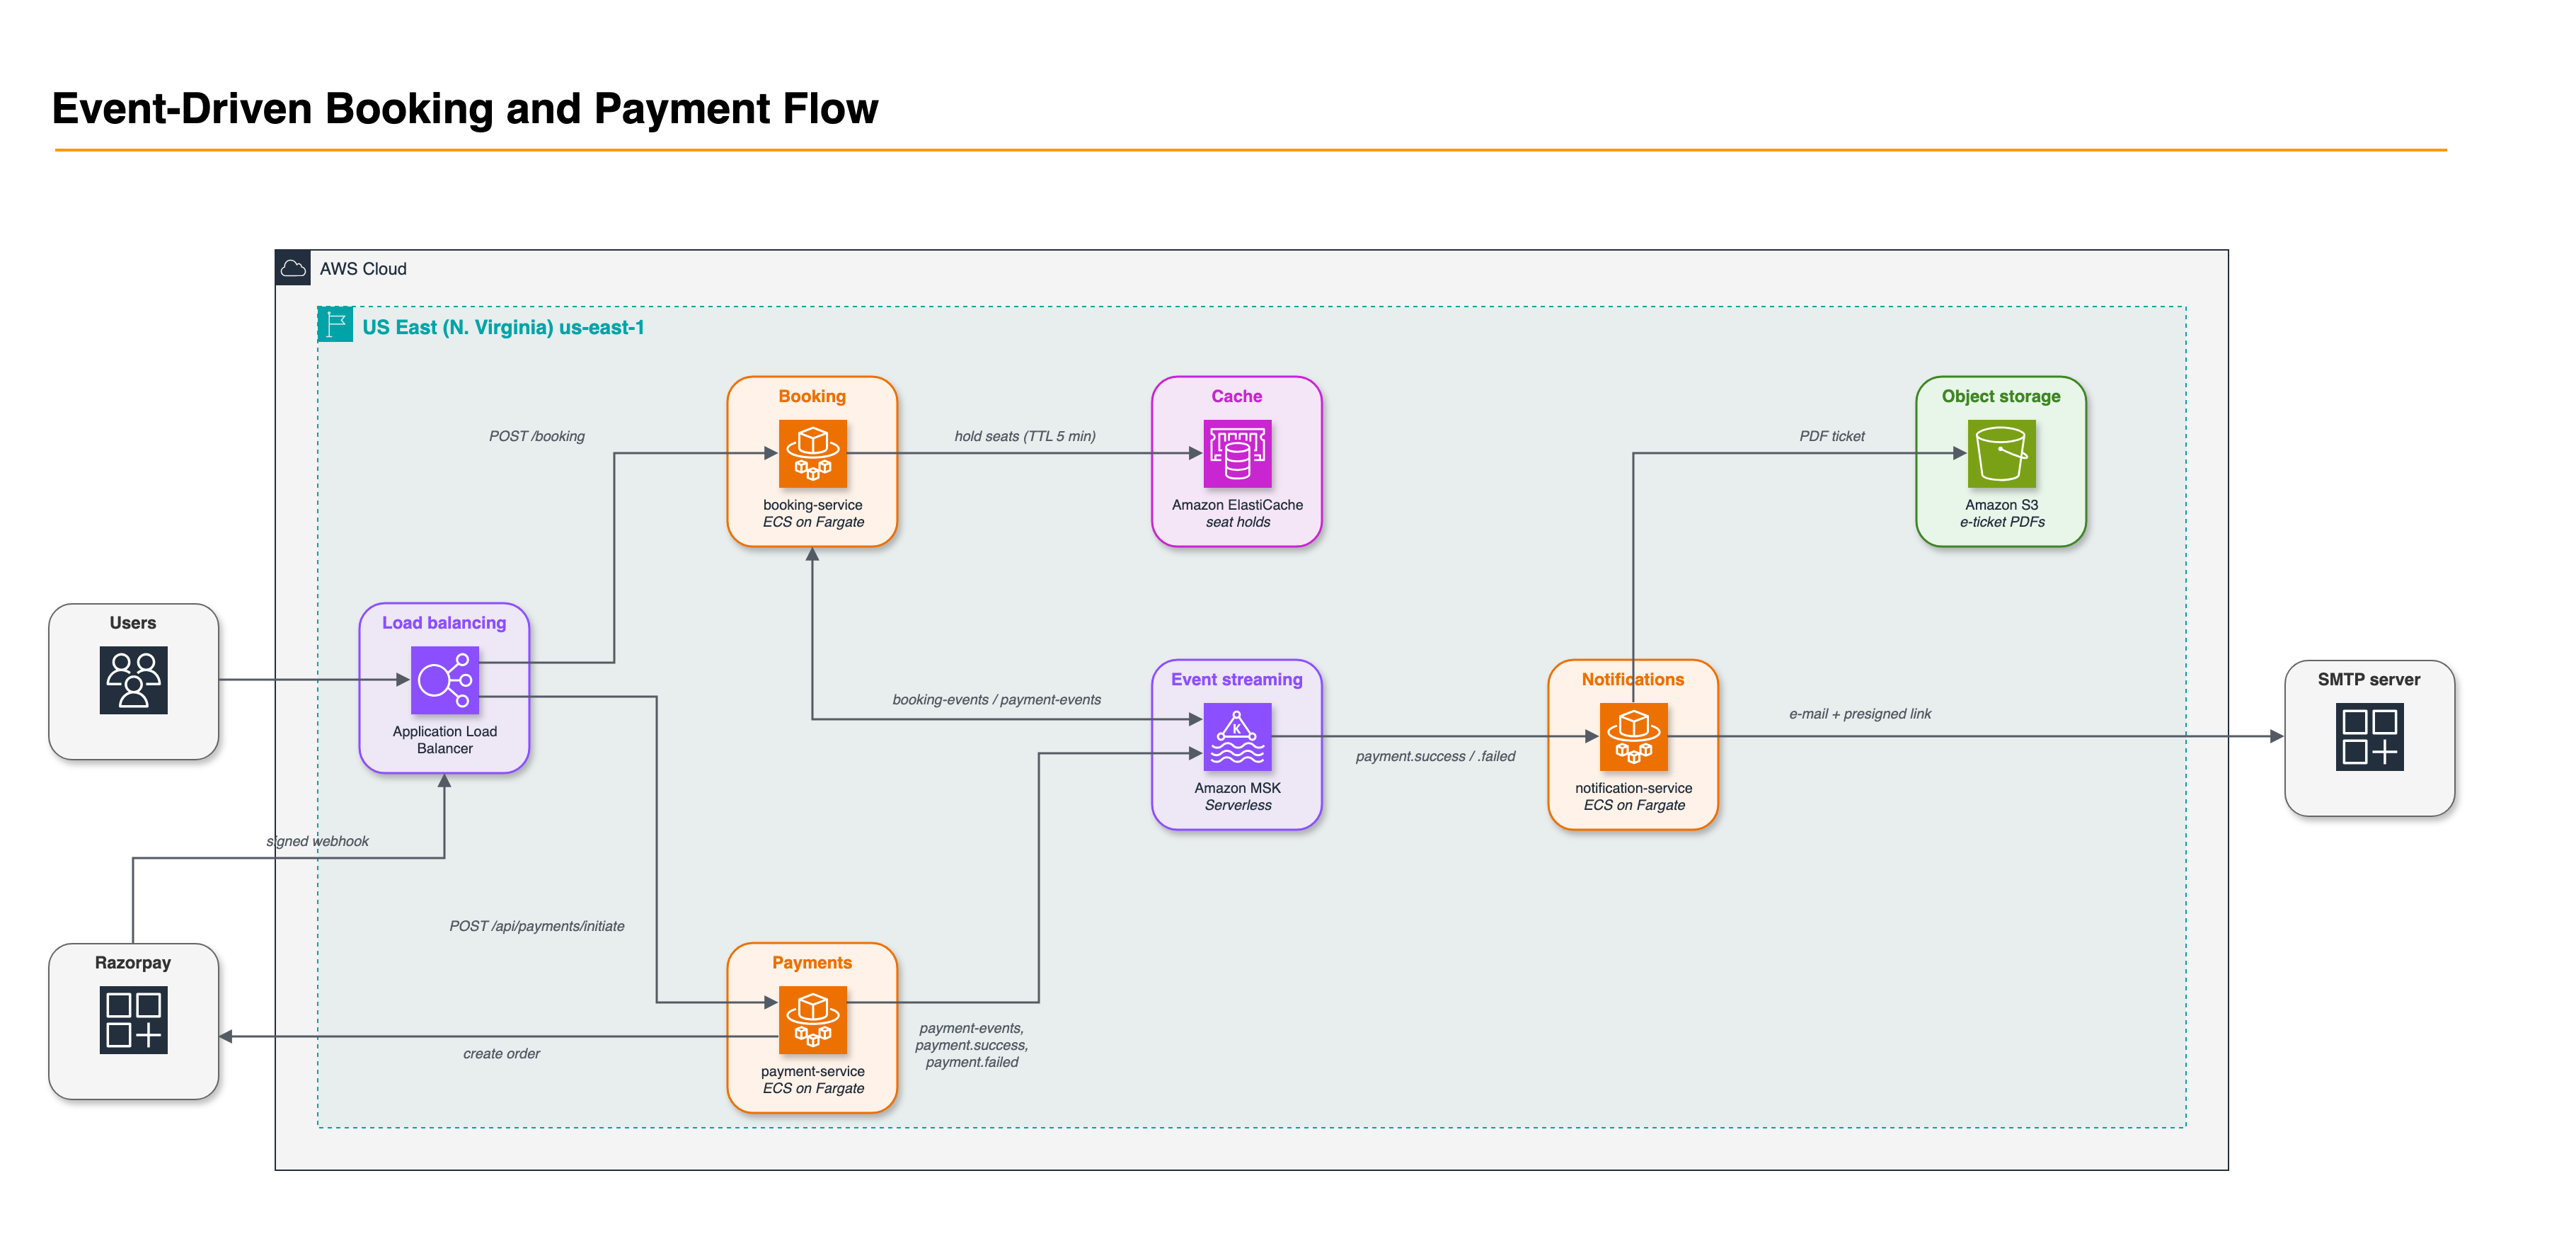 Event-Driven Booking and Payment Flow
AWS Cloud
US East (N. Virginia) us-east-1
Booking
booking-service
ECS on Fargate
Cache
Amazon ElastiCache
seat holds
Object storage
Amazon S3
e-ticket PDFs
POST /booking
hold seats (TTL 5 min)
PDF ticket
Users
Load balancing
Application Load
Balancer
Event streaming
K
Amazon MSK
Serverless
Notifications
notification-service
ECS on Fargate
SMTP server
booking-events / payment-events
payment.success / .failed
e-mail + presigned link
signed webhook
POST /api/payments/initiate
Razorpay
create order
Payments
payment-service
ECS on Fargate
payment-events,
payment.success,
payment.failed